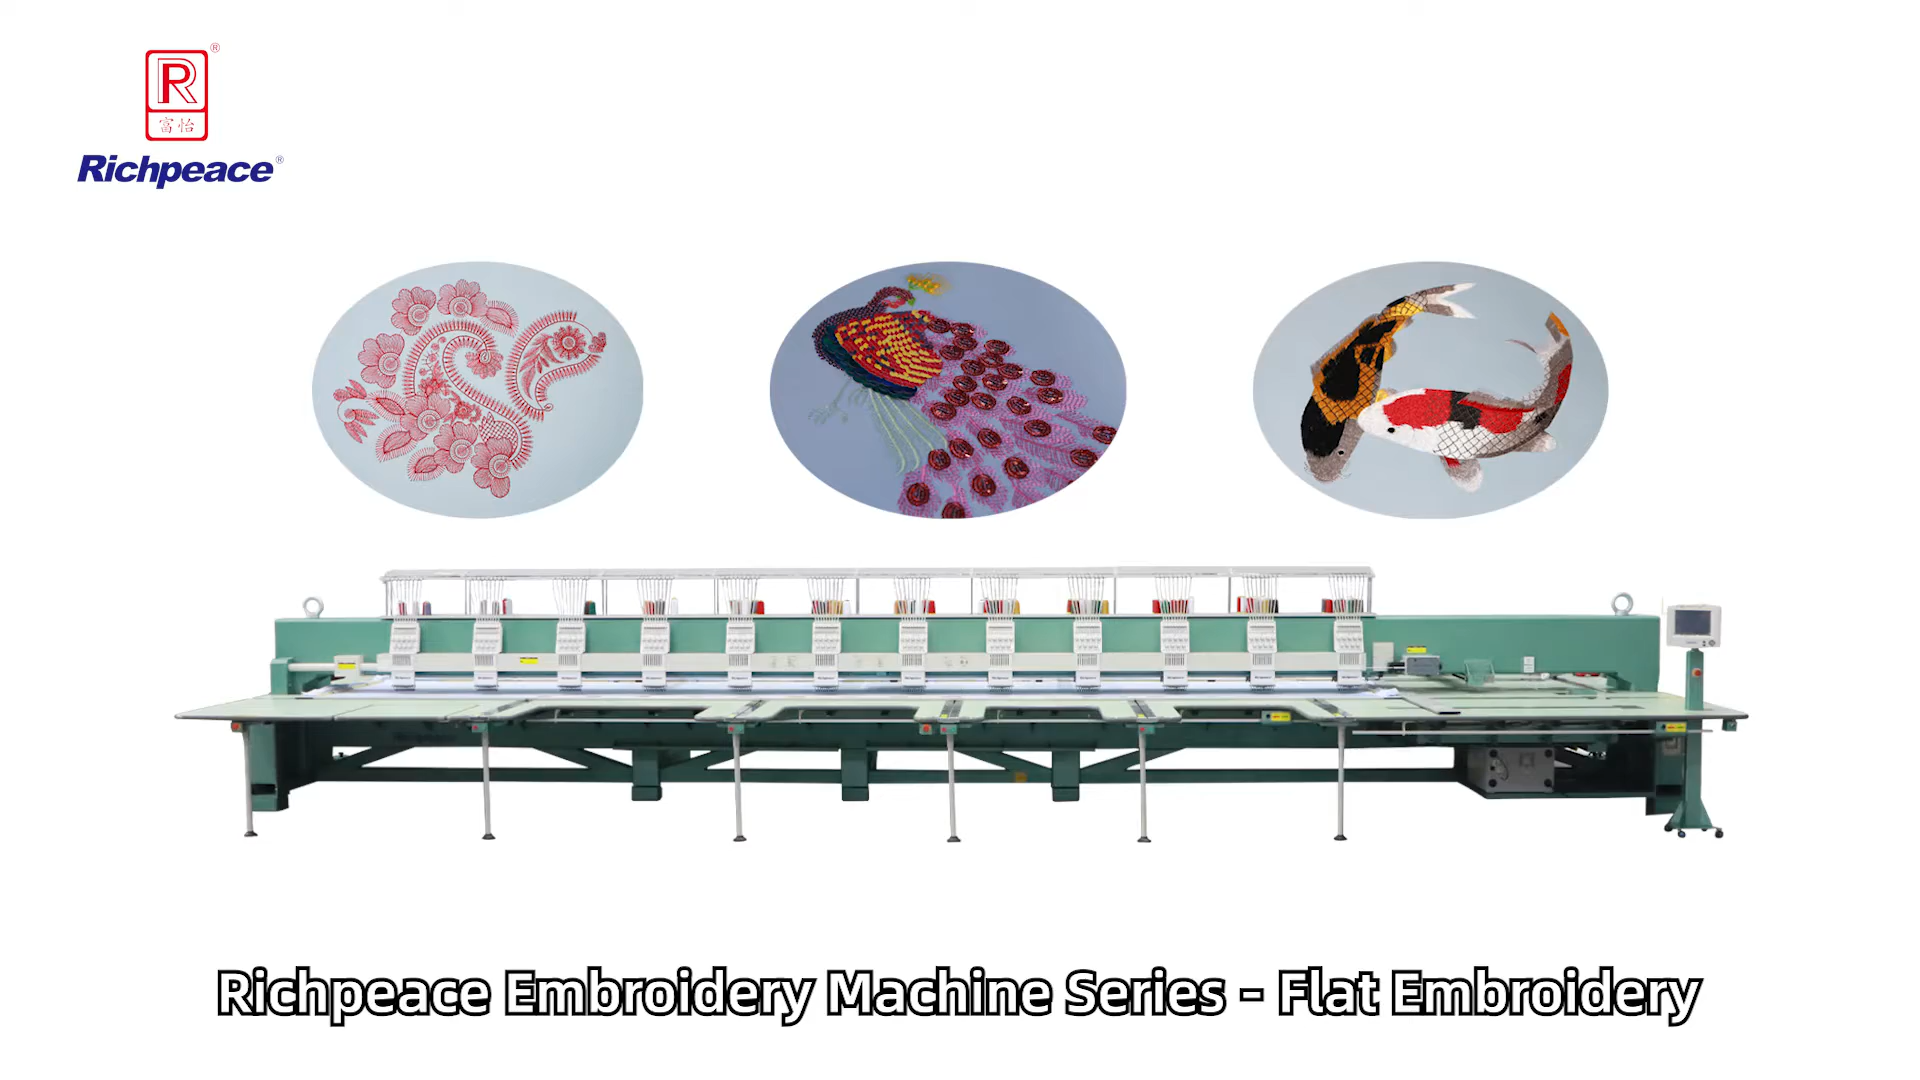 R®
富怡
Richpeace®
Richpeace Embroidery Machine Series - Flat Embroidery